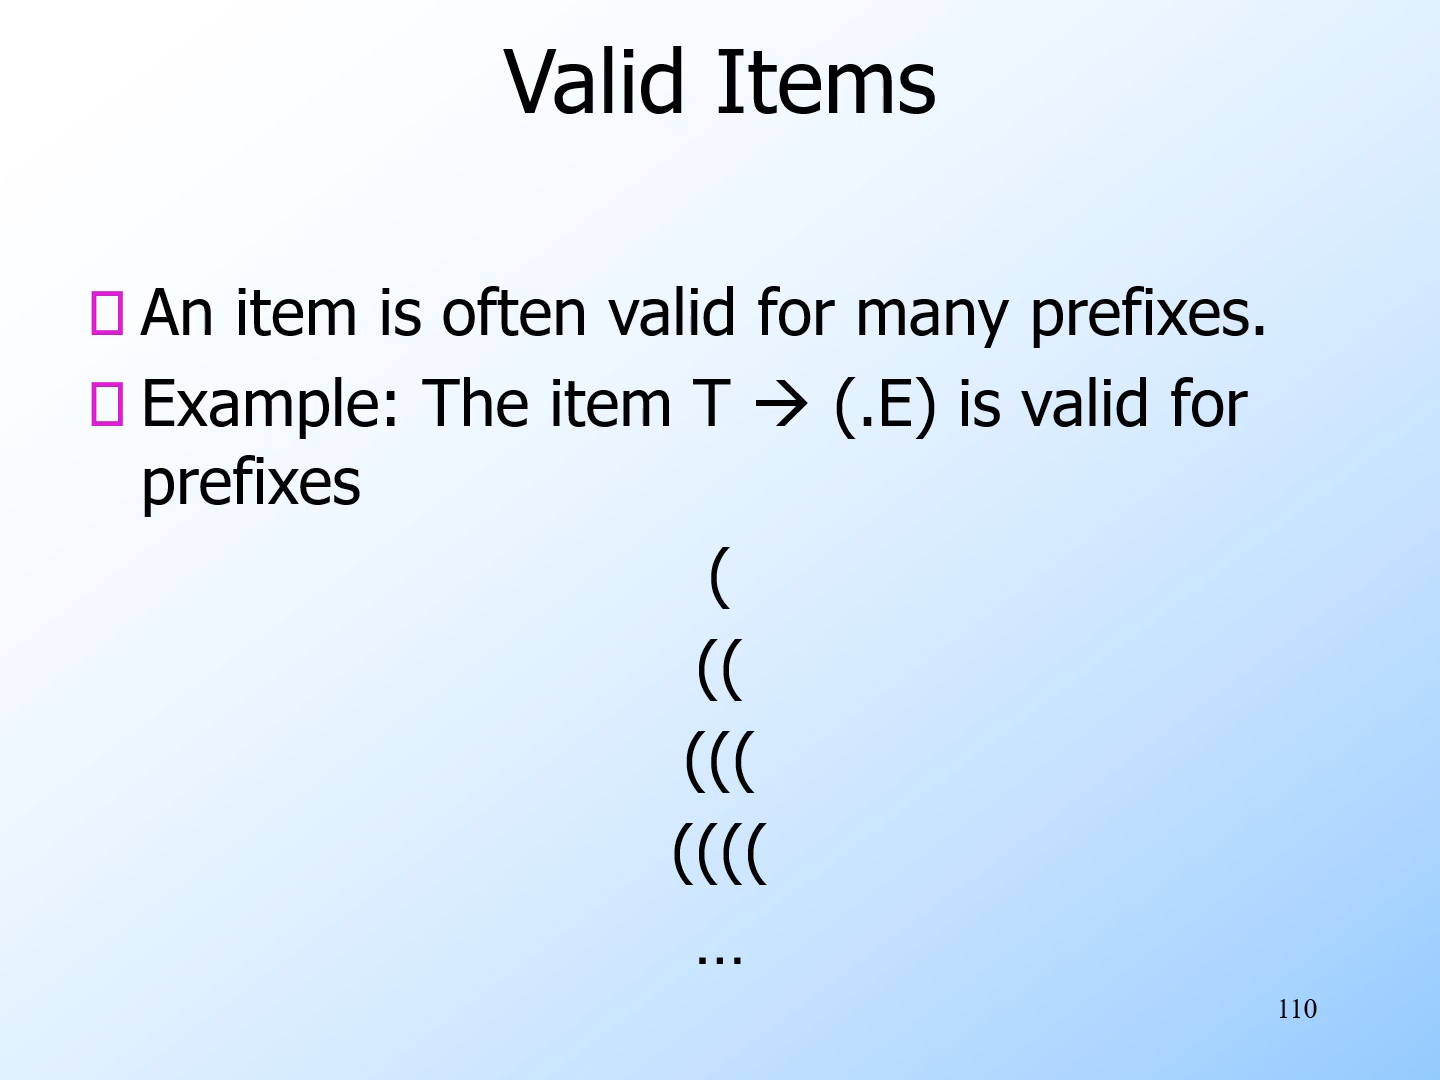 Valid Items
An item is often valid for many prefixes.
Example: The item T → (.E) is valid for
prefixes
(
((
(((
((((
…
110